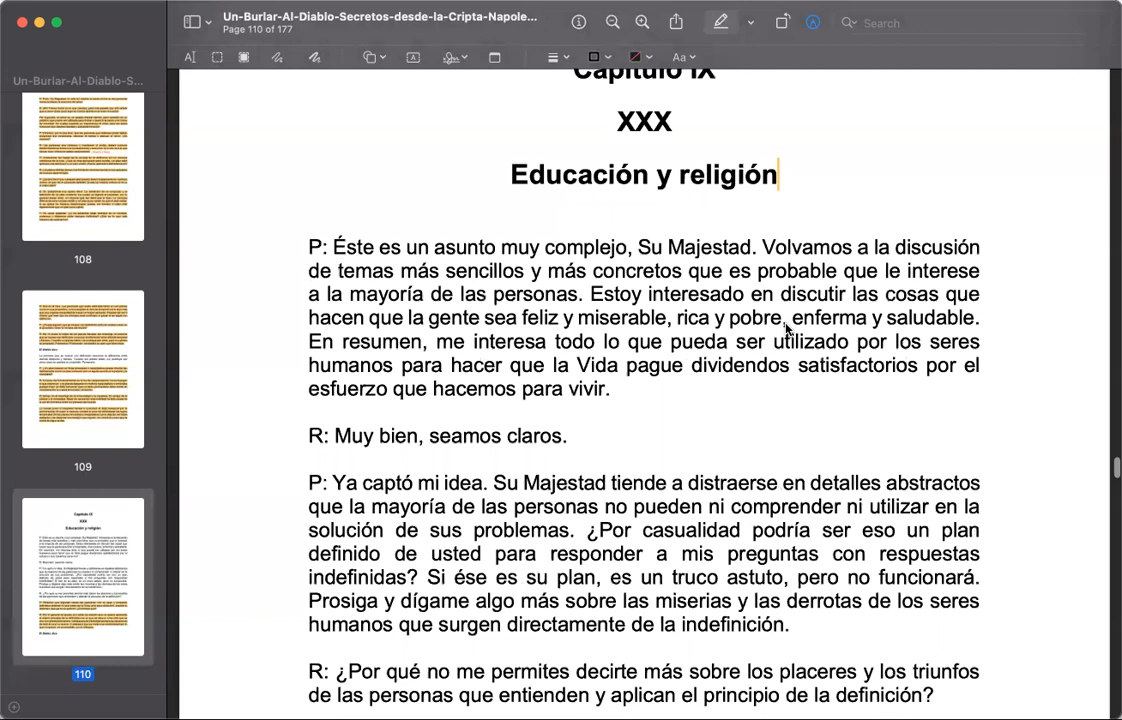 Un-Burlar-Al-Diablo-Secretos-desde-la-Cripta-Napole...
Page 110 of 177
Search
Aa
Un-Burlar-Al-Diablo-S...
108
109
110
Capítulo IX
XXX
Educación y religión
P: Éste es un asunto muy complejo, Su Majestad. Volvamos a la discusión
de temas más sencillos y más concretos que es probable que le interese
a la mayoría de las personas. Estoy interesado en discutir las cosas que
hacen que la gente sea feliz y miserable, rica y pobre, enferma y saludable.
En resumen, me interesa todo lo que pueda ser utilizado por los seres
humanos para hacer que la Vida pague dividendos satisfactorios por el
esfuerzo que hacemos para vivir.
R: Muy bien, seamos claros.
P: Ya captó mi idea. Su Majestad tiende a distraerse en detalles abstractos
que la mayoría de las personas no pueden ni comprender ni utilizar en la
solución de sus problemas. ¿Por casualidad podría ser eso un plan
definido de usted para responder a mis preguntas con respuestas
indefinidas? Si ése es su plan, es un truco astuto, pero no funcionará.
Prosiga y dígame algo más sobre las miserias y las derrotas de los seres
humanos que surgen directamente de la indefinición.
R: ¿Por qué no me permites decirte más sobre los placeres y los triunfos
de las personas que entienden y aplican el principio de la definición?